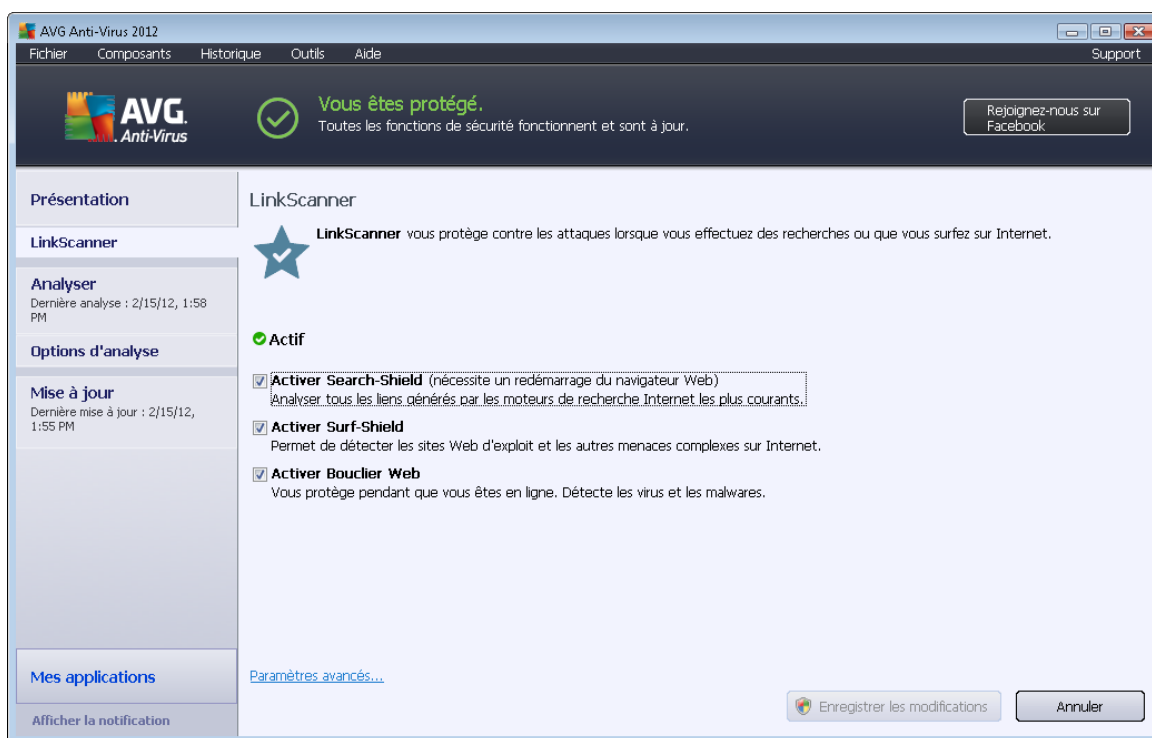 AVG Anti-Virus 2012
Fichier Composants Historique Outils Aide Support
AVG.
Anti-Virus
Vous êtes protégé.
Toutes les fonctions de sécurité fonctionnent et sont à jour.
Rejoignez-nous sur
Facebook
Présentation
LinkScanner
Analyser
Dernière analyse : 2/15/12, 1:58
PM
Options d'analyse
Mise à jour
Dernière mise à jour : 2/15/12,
1:55 PM
Mes applications
Afficher la notification
LinkScanner
LinkScanner vous protège contre les attaques lorsque vous effectuez des recherches ou que vous surfez sur Internet.
Actif
Activer Search-Shield (nécessite un redémarrage du navigateur Web)
Analyser tous les liens générés par les moteurs de recherche Internet les plus courants.
Activer Surf-Shield
Permet de détecter les sites Web d'exploit et les autres menaces complexes sur Internet.
Activer Bouclier Web
Vous protège pendant que vous êtes en ligne. Détecte les virus et les malwares.
Paramètres avancés...
Enregistrer les modifications
Annuler